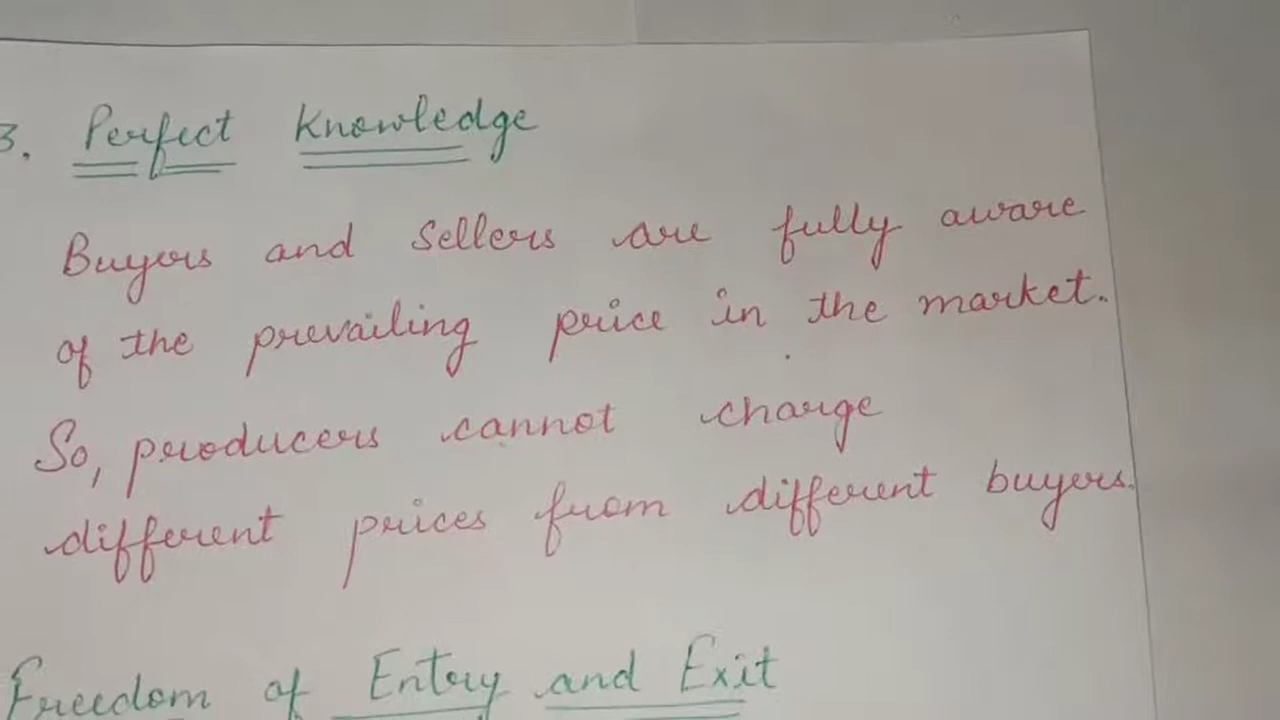 3. Perfect Knowledge
Buyers and Sellers are fully aware
of the prevailing price in the market.
So, producers cannot charge
different prices from different buyers.
Freedom of Entry and Exit